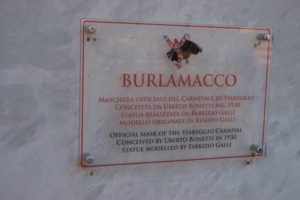 BURLAMACCO
MASCHERA UFFICIALE DEL CARNEVALE DI VIAREGGIO
CONCEPITA DA UBERTO BONETTI NEL 1930
STATUA REALIZZATA DA FABRIZIO GALLI
MODELLO ORIGINALE DI RENATO GALLI
OFFICIAL MASK OF THE VIAREGGIO CARNIVAL
CONCEIVED BY UBERTO BONETTI IN 1930
STATUE MODELLED BY FABRIZIO GALLI